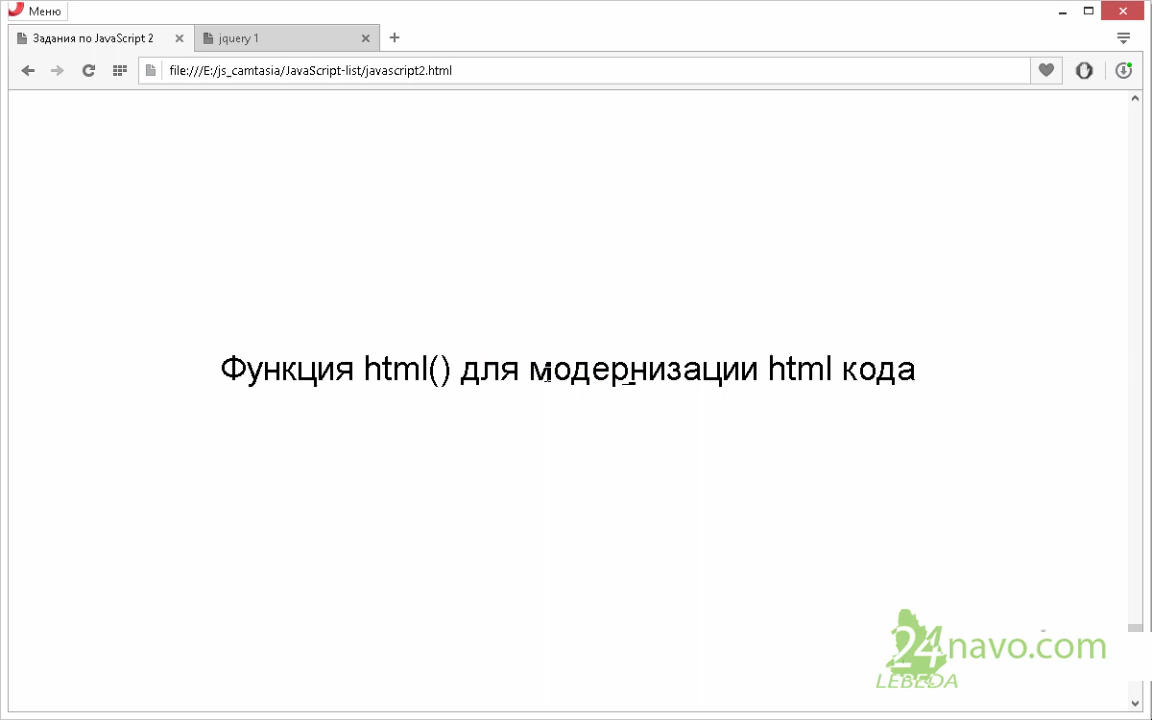 Меню
Задания по JavaScript 2
jquery 1
file:///E:/js_camtasia/JavaScript-list/javascript2.html
Функция html() для модернизации html кода
24navo.com
LEBEDA